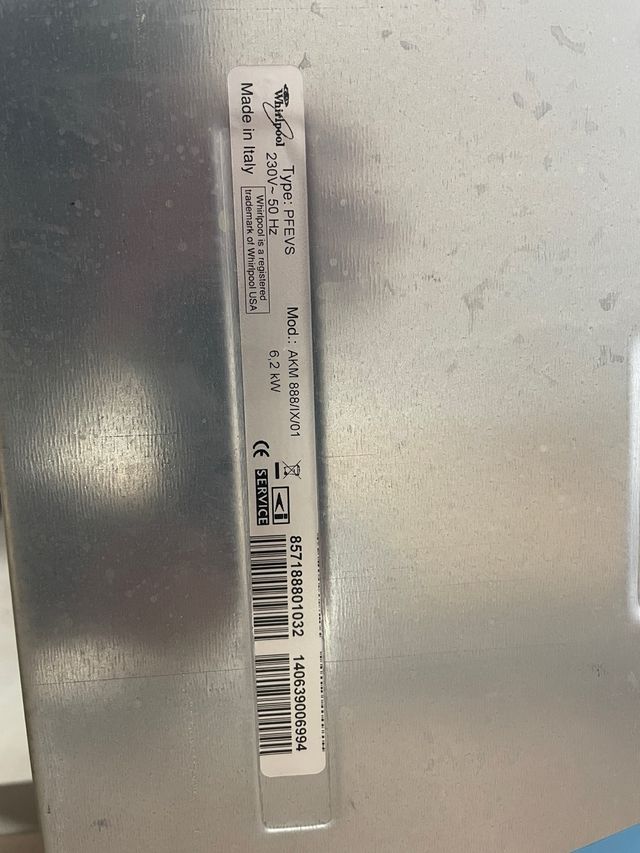 Whirlpool
Made in Italy
Type: PFEVS
230V~ 50 Hz
Whirlpool is a registered
trademark of Whirlpool USA
Mod.: AKM 888/IX/01
6,2 kW
CE
SERVICE
857188801032
140639006994